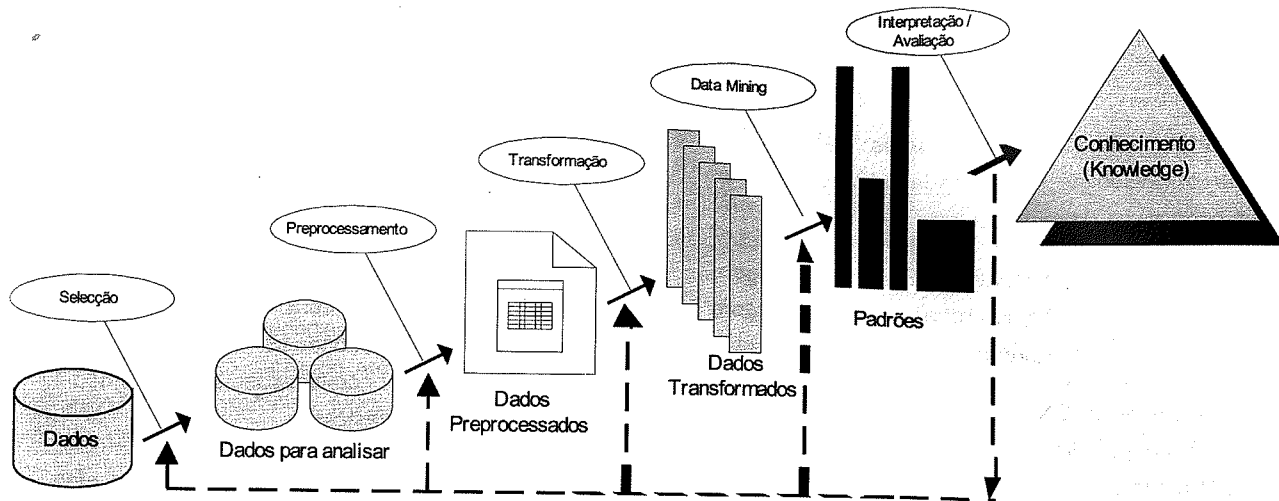 Interpretação /
Avaliação
Data Mining
Conhecimento
(Knowledge)
Transformação
Preprocessamento
Padrões
Selecção
Dados
Transformados
Dados
Preprocessados
Dados
Dados para analisar